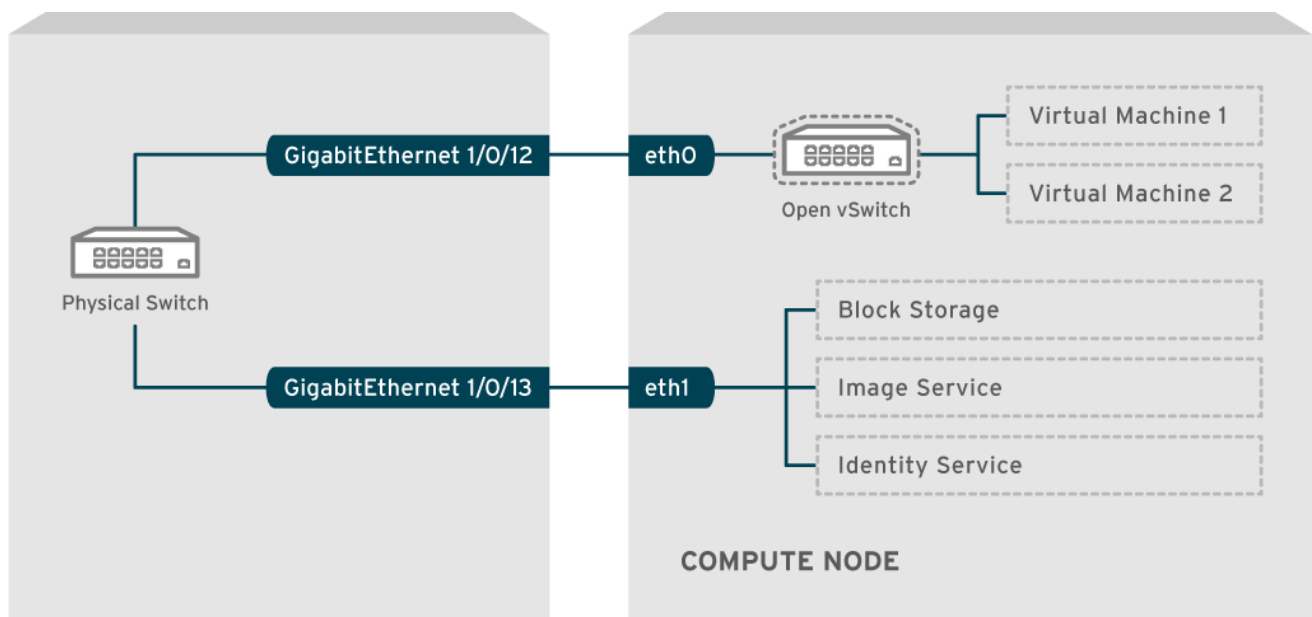 GigabitEthernet 1/0/12
eth0
Virtual Machine 1
Virtual Machine 2
Open vSwitch
Physical Switch
Block Storage
GigabitEthernet 1/0/13
eth1
Image Service
Identity Service
COMPUTE NODE